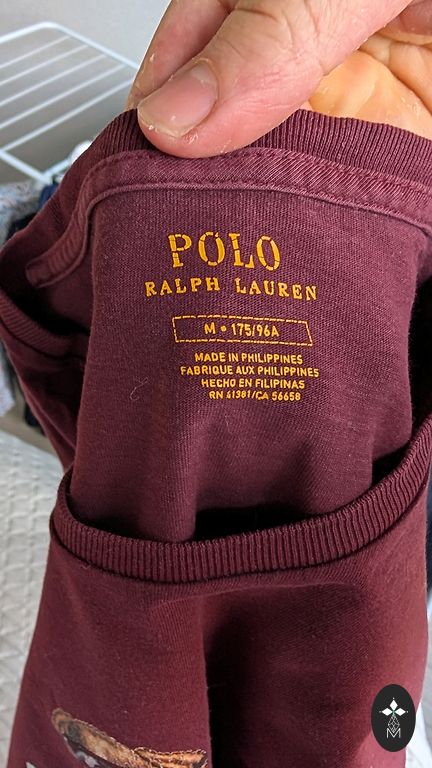 POLO
RALPH LAUREN
M • 175/96A
MADE IN PHILIPPINES
FABRIQUE AUX PHILIPPINES
HECHO EN FILIPINAS
RN 41381/CA 56658